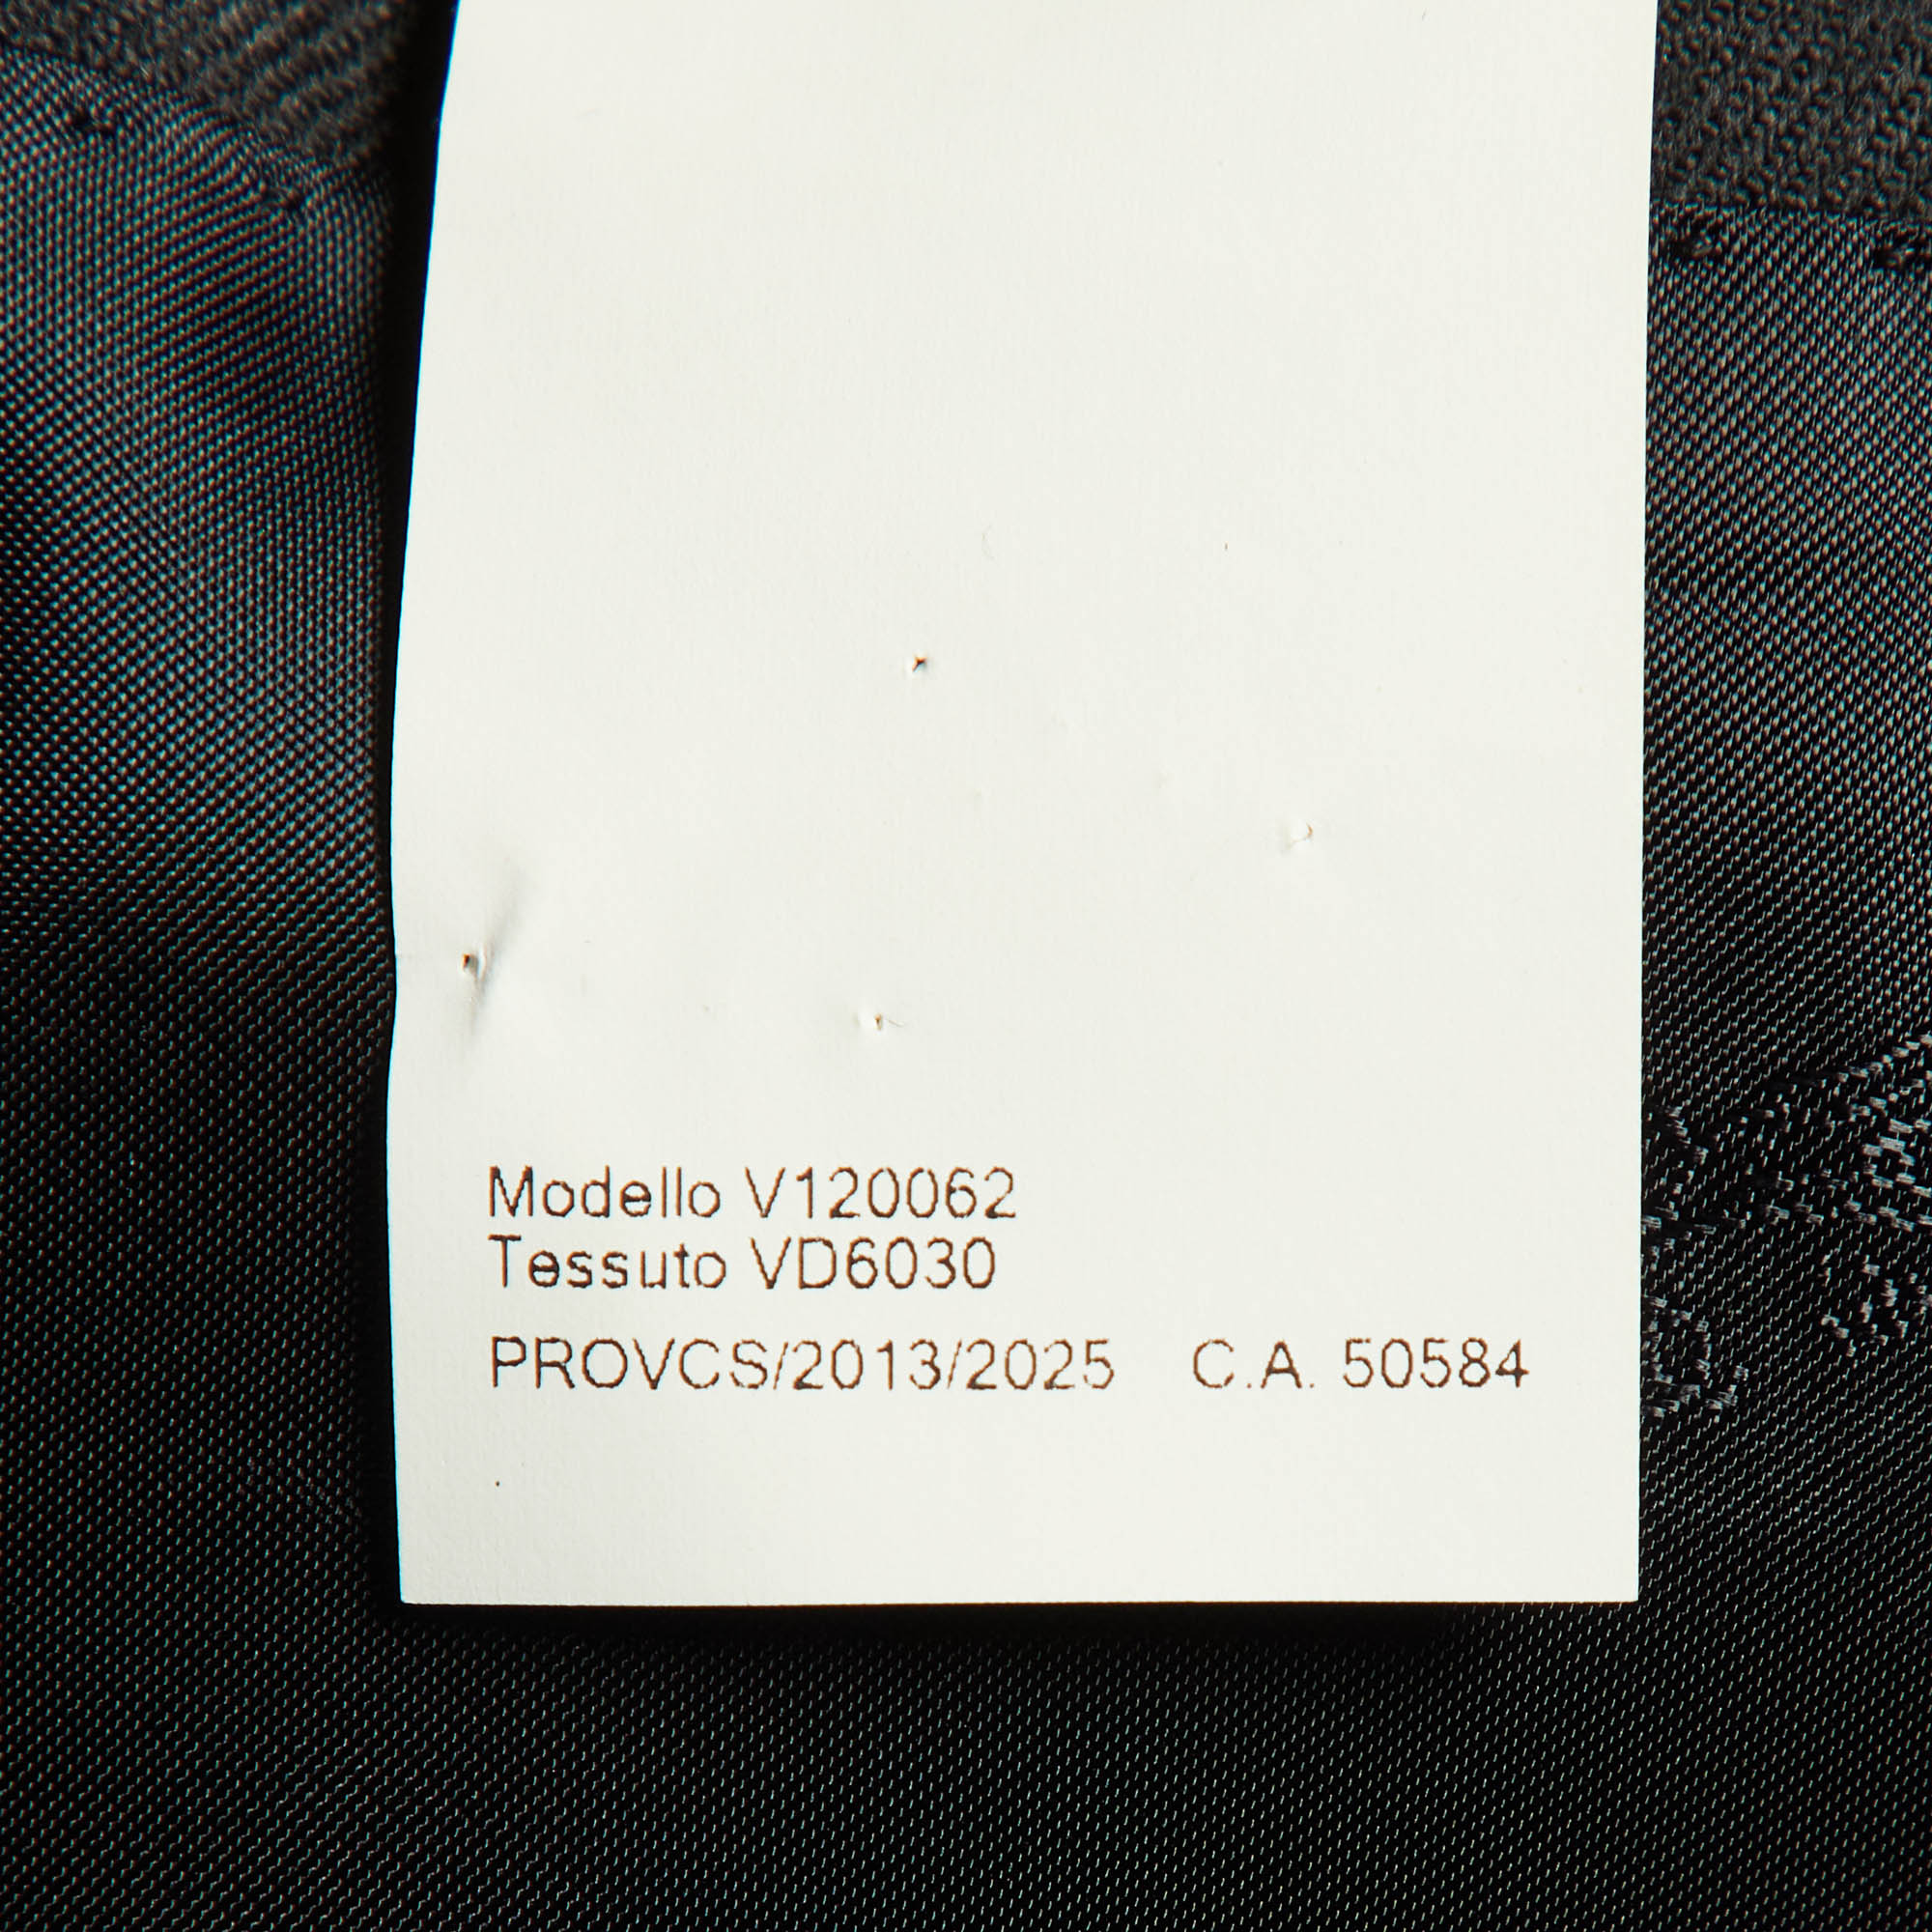 Modello V120062
Tessuto VD6030
PROVCS/2013/2025 C.A. 50584